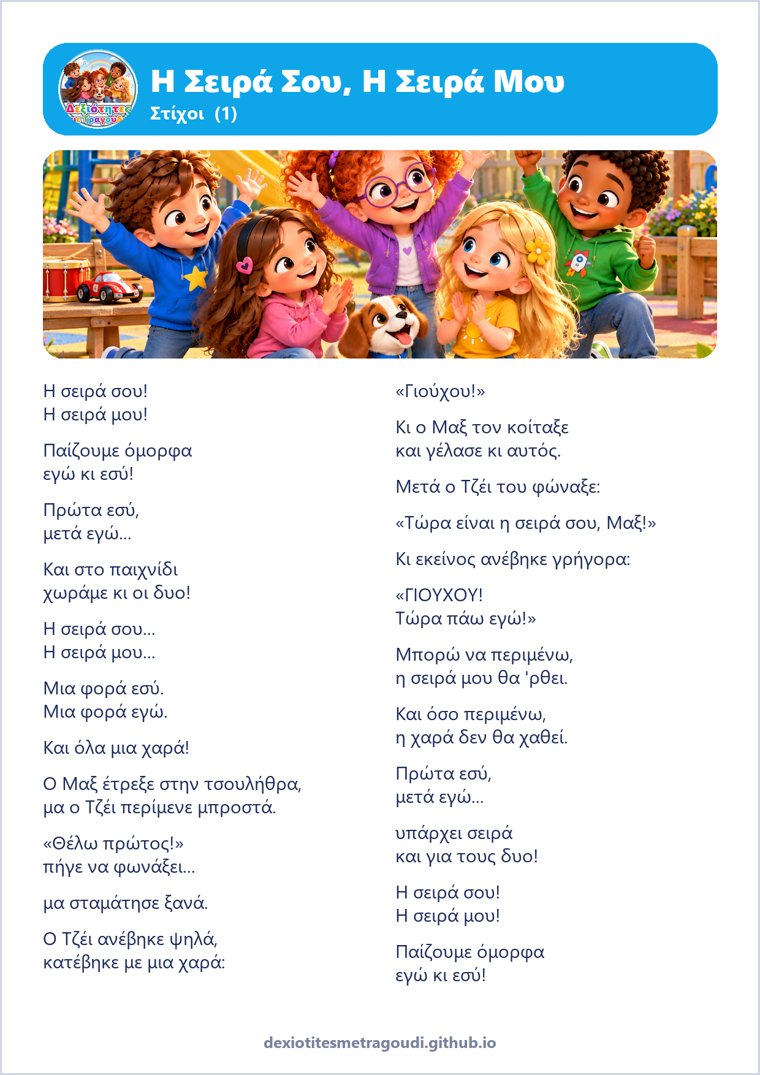 Δεξιότητες
με τραγούδι
Η Σειρά Σου, Η Σειρά Μου
Στίχοι (1)
Η σειρά σου!
Η σειρά μου!
Παίζουμε όμορφα
εγώ κι εσύ!
Πρώτα εσύ,
μετά εγώ...
Και στο παιχνίδι
χωράμε κι οι δυο!
Η σειρά σου...
Η σειρά μου...
Μια φορά εσύ.
Μια φορά εγώ.
Και όλα μια χαρά!
Ο Μαξ έτρεξε στην τσουλήθρα,
μα ο Τζέι περίμενε μπροστά.
«Θέλω πρώτος!»
πήγε να φωνάξει...
μα σταμάτησε ξανά.
Ο Τζέι ανέβηκε ψηλά,
κατέβηκε με μια χαρά:
«Γιούχου!»
Κι ο Μαξ τον κοίταξε
και γέλασε κι αυτός.
Μετά ο Τζέι του φώναξε:
«Τώρα είναι η σειρά σου, Μαξ!»
Κι εκείνος ανέβηκε γρήγορα:
«ΓΙΟΥΧΟΥ!
Τώρα πάω εγώ!»
Μπορώ να περιμένω,
η σειρά μου θα 'ρθει.
Και όσο περιμένω,
η χαρά δεν θα χαθεί.
Πρώτα εσύ,
μετά εγώ...
υπάρχει σειρά
και για τους δυο!
Η σειρά σου!
Η σειρά μου!
Παίζουμε όμορφα
εγώ κι εσύ!
dexiotitesmetragoudi.github.io